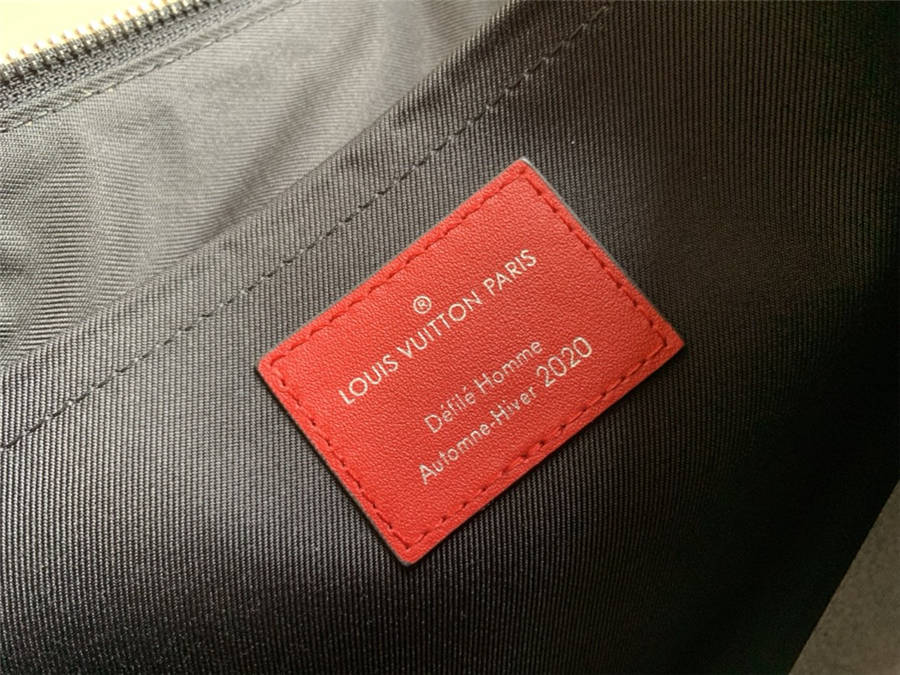 ®
LOUIS VUITTON PARIS
Défilé Homme
Automne-Hiver 2020